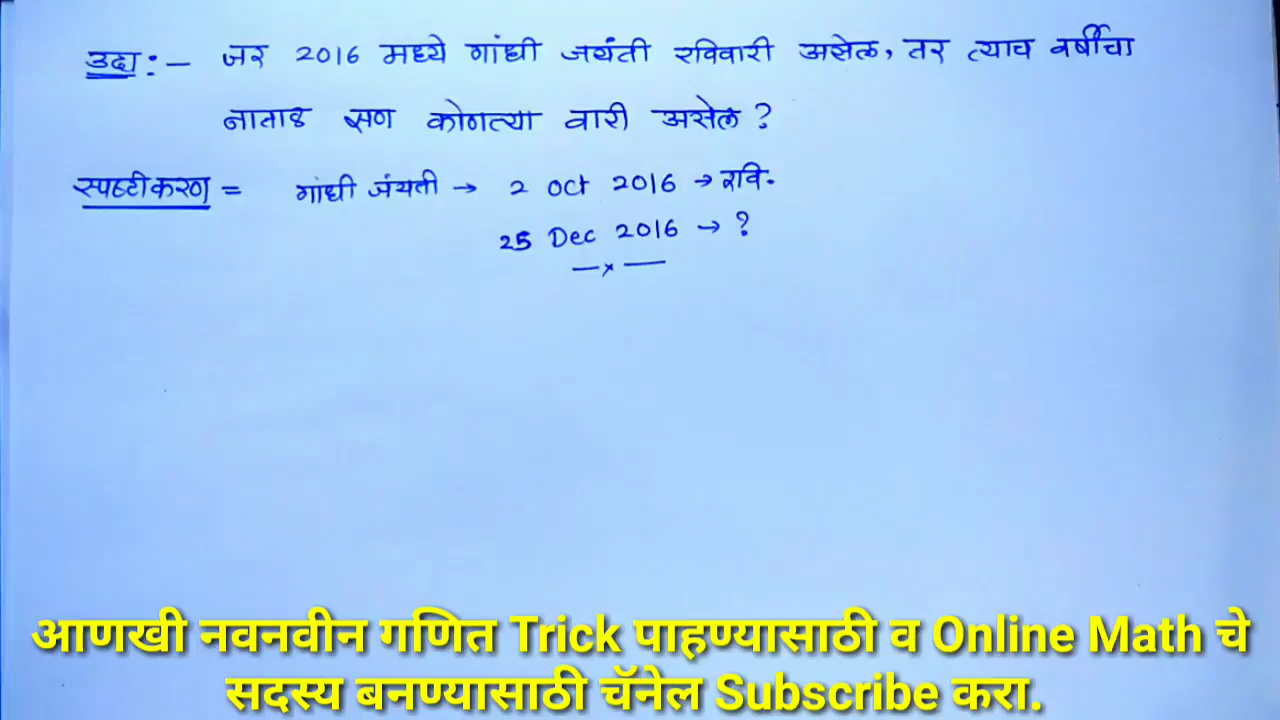 उदा :- जर 2016 मध्ये गांधी जयंती रविवारी असेल, तर त्याच वर्षीचा
नाताळ सण कोणत्या वारी असेल ?
स्पष्टीकरण = गांधी जंयती → 2 Oct 2016 → रवि.
25 Dec 2016 → ?
—x—
आणखी नवनवीन गणित Trick पाहण्यासाठी व Online Math चे
सदस्य बनण्यासाठी चॅनेल Subscribe करा.